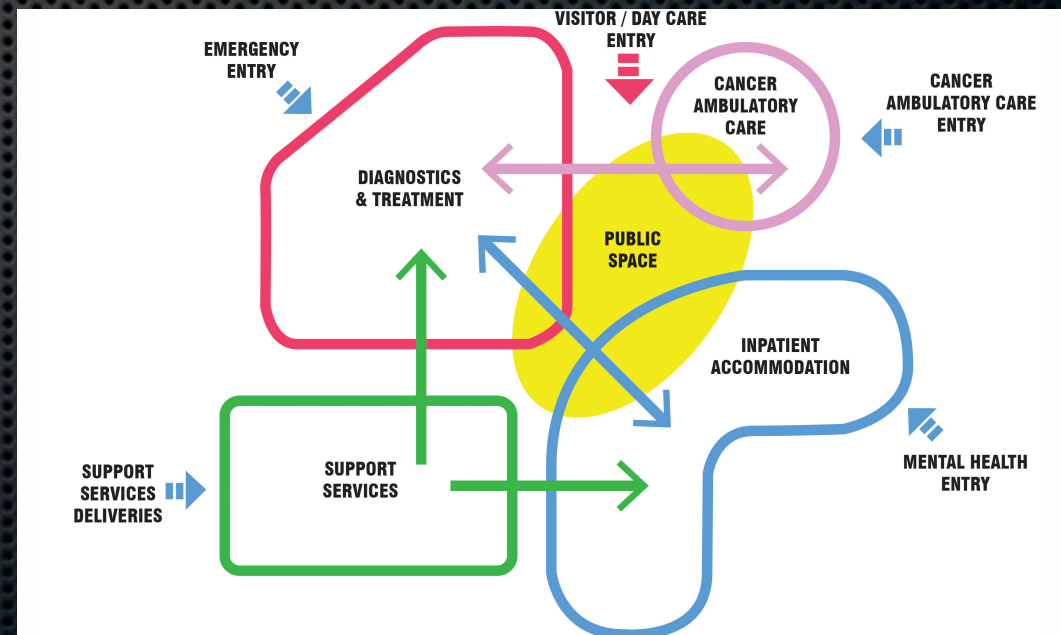 VISITOR / DAY CARE
ENTRY
EMERGENCY
ENTRY
CANCER
AMBULATORY
CARE
CANCER
AMBULATORY CARE
ENTRY
DIAGNOSTICS
& TREATMENT
PUBLIC
SPACE
INPATIENT
ACCOMMODATION
SUPPORT
SERVICES
DELIVERIES
SUPPORT
SERVICES
MENTAL HEALTH
ENTRY